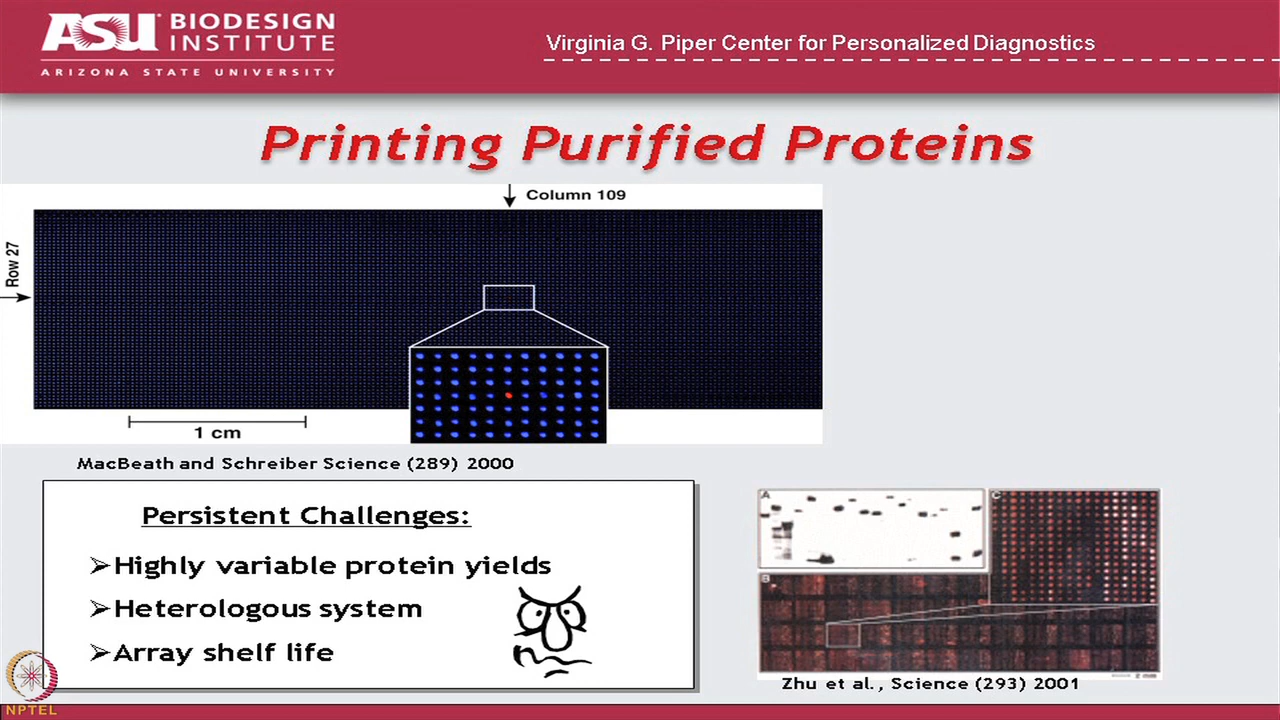 ASU BIODESIGN
INSTITUTE
ARIZONA STATE UNIVERSITY
Virginia G. Piper Center for Personalized Diagnostics
Printing Purified Proteins
Column 109
Row 27
1 cm
MacBeath and Schreiber Science (289) 2000
Persistent Challenges:
➢Highly variable protein yields
➢Heterologous system
➢Array shelf life
A
C
B
Zhu et al., Science (293) 2001
NPTEL